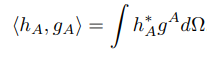 ⟨h_A, g_A⟩ = ∫ h_A^* g^A dΩ